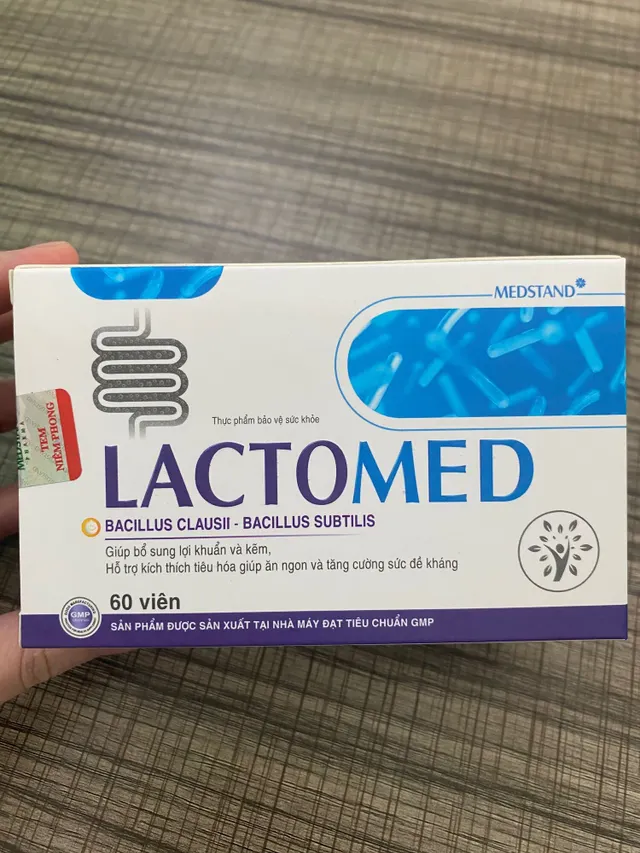 MEDSTAND
Thực phẩm bảo vệ sức khỏe
TEM
NIÊM PHONG
LACTOMED
BACILLUS CLAUSII - BACILLUS SUBTILIS
Giúp bổ sung lợi khuẩn và kẽm,
Hỗ trợ kích thích tiêu hóa giúp ăn ngon và tăng cường sức đề kháng
60 viên
GMP
SẢN PHẨM ĐƯỢC SẢN XUẤT TẠI NHÀ MÁY ĐẠT TIÊU CHUẨN GMP